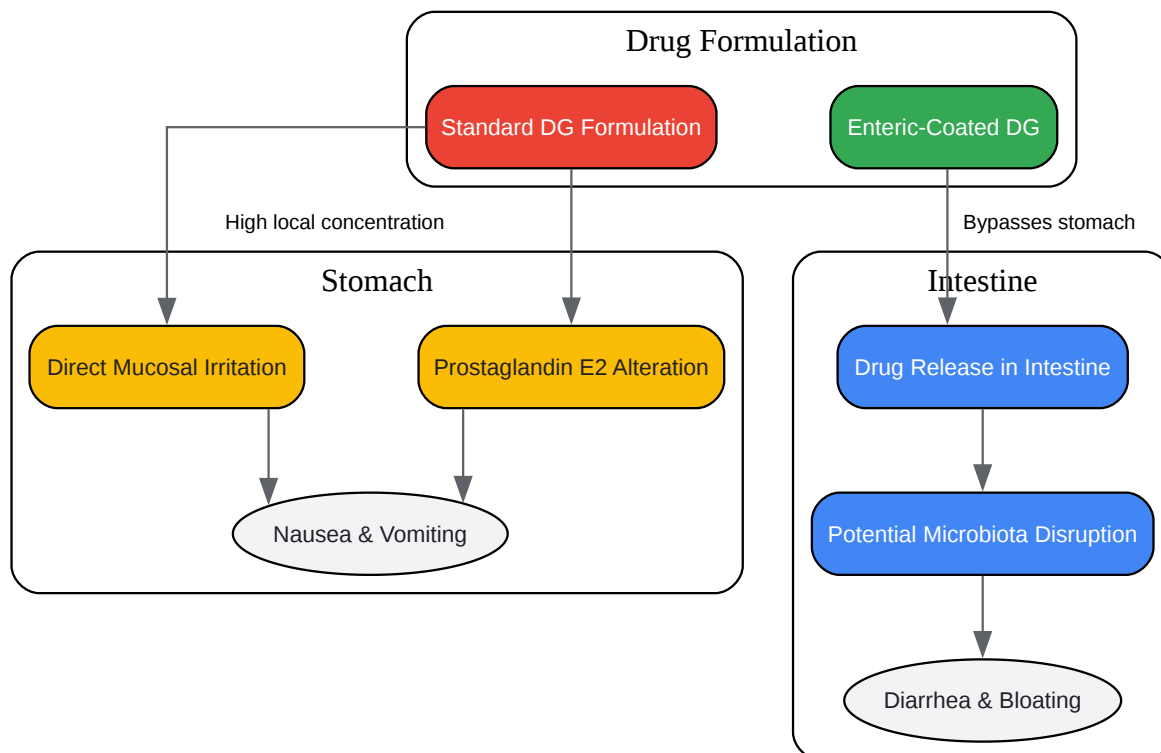 Drug Formulation
Standard DG Formulation
Enteric-Coated DG
High local concentration
Bypasses stomach
Stomach
Intestine
Direct Mucosal Irritation
Prostaglandin E2 Alteration
Drug Release in Intestine
Nausea & Vomiting
Potential Microbiota Disruption
Diarrhea & Bloating